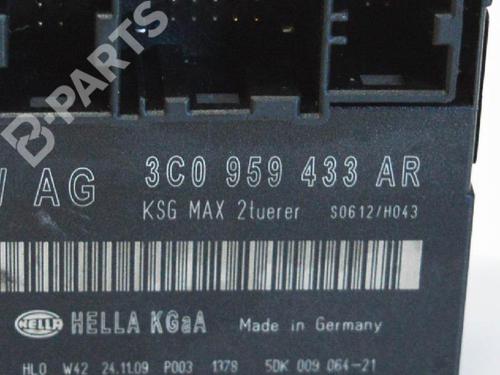 B-PARTS
W AG 3C0 959 433 AR
KSG MAX 2tuerer S0612/H043
HELLA HELLA KGaA Made in Germany
HLO W42 24.11.09 P003 1378 5DK 009 064-21